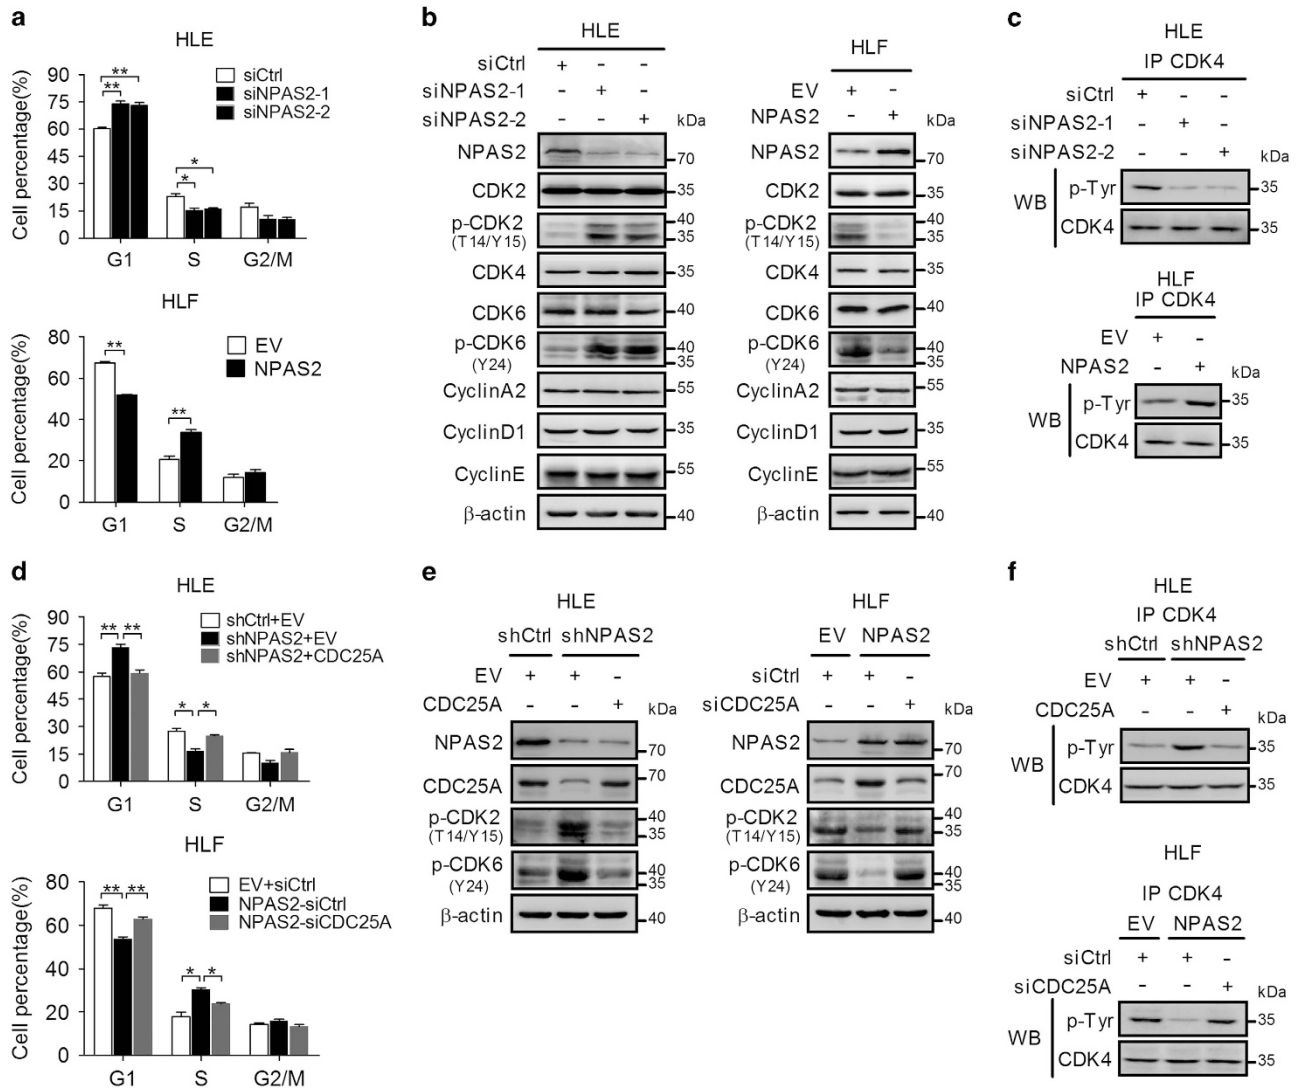 a
HLE
Cell percentage(%)
90
75
60
45
30
15
0
** **
* *
siCtrl
siNPAS2-1
siNPAS2-2
G1 S G2/M
HLF
Cell percentage(%)
80
60
40
20
0
**
**
EV
NPAS2
G1 S G2/M
b
HLE
siCtrl + - -
siNPAS2-1 - + -
siNPAS2-2 - - + kDa
NPAS2 70
CDK2 35
p-CDK2 40
(T14/Y15) 35
CDK4 35
CDK6 40
p-CDK6 40
(Y24) 35
CyclinA2 55
CyclinD1 35
CyclinE 55
β-actin 40
HLF
EV + -
NPAS2 - + kDa
NPAS2 70
CDK2 35
p-CDK2 40
(T14/Y15) 35
CDK4 35
CDK6 40
p-CDK6 40
(Y24) 35
CyclinA2 55
CyclinD1 35
CyclinE 55
β-actin 40
c
HLE
IP CDK4
siCtrl + - -
siNPAS2-1 - + -
siNPAS2-2 - - + kDa
WB
p-Tyr 35
CDK4 35
HLF
IP CDK4
EV + -
NPAS2 - + kDa
WB
p-Tyr 35
CDK4 35
d
HLE
Cell percentage(%)
90
75
60
45
30
15
0
** **
* *
shCtrl+EV
shNPAS2+EV
shNPAS2+CDC25A
G1 S G2/M
HLF
Cell percentage(%)
80
60
40
20
0
** **
* *
EV+siCtrl
NPAS2-siCtrl
NPAS2-siCDC25A
G1 S G2/M
e
HLE
shCtrl shNPAS2
EV + + -
CDC25A - - + kDa
NPAS2 70
CDC25A 70
p-CDK2 40
(T14/Y15) 35
p-CDK6 40
(Y24) 35
β-actin 40
HLF
EV NPAS2
siCtrl + + -
siCDC25A - - + kDa
NPAS2 70
CDC25A 70
p-CDK2 40
(T14/Y15) 35
p-CDK6 40
(Y24) 35
β-actin 40
f
HLE
IP CDK4
shCtrl shNPAS2
EV + + -
CDC25A - - + kDa
WB
p-Tyr 35
CDK4 35
HLF
IP CDK4
EV NPAS2
siCtrl + + -
siCDC25A - - + kDa
WB
p-Tyr 35
CDK4 35